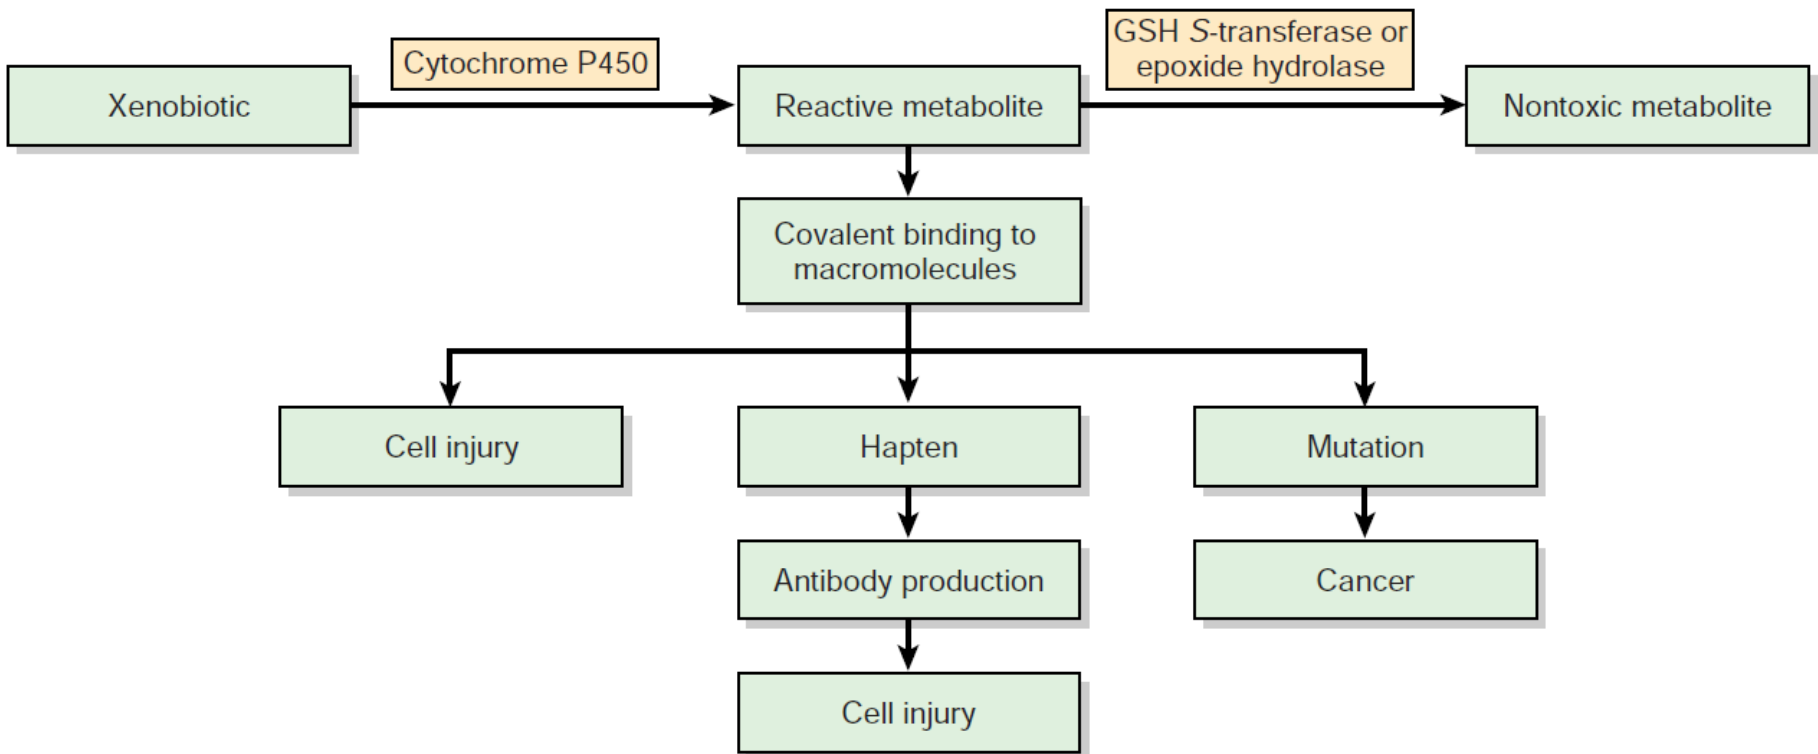 Xenobiotic
Cytochrome P450
Reactive metabolite
GSH S-transferase or
epoxide hydrolase
Nontoxic metabolite
Covalent binding to
macromolecules
Cell injury
Hapten
Mutation
Antibody production
Cancer
Cell injury